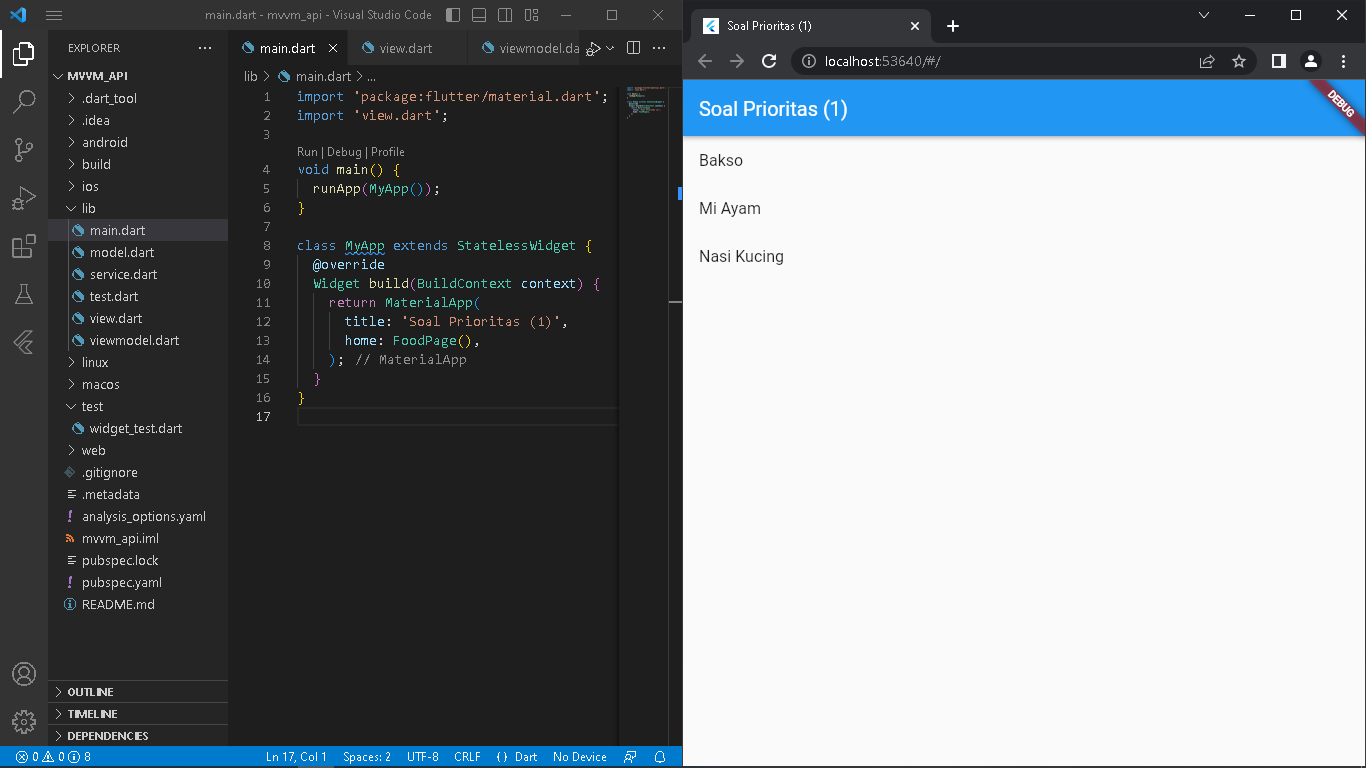 main.dart - mvvm_api - Visual Studio Code
EXPLORER
MVVM_API
.dart_tool
.idea
android
build
ios
lib
main.dart
model.dart
service.dart
test.dart
view.dart
viewmodel.dart
linux
macos
test
widget_test.dart
web
.gitignore
.metadata
analysis_options.yaml
mvvm_api.iml
pubspec.lock
pubspec.yaml
README.md
OUTLINE
TIMELINE
DEPENDENCIES
main.dart view.dart viewmodel.da
lib > main.dart > ...
1 import 'package:flutter/material.dart';
2 import 'view.dart';
3
Run | Debug | Profile
4 void main() {
5 runApp(MyApp());
6 }
7
8 class MyApp extends StatelessWidget {
9 @override
10 Widget build(BuildContext context) {
11 return MaterialApp(
12 title: 'Soal Prioritas (1)',
13 home: FoodPage(),
14 ); // MaterialApp
15 }
16 }
17
0 0 8 Ln 17, Col 1 Spaces: 2 UTF-8 CRLF {} Dart No Device
Soal Prioritas (1)
localhost:53640/#/
Soal Prioritas (1)
DEBUG
Bakso
Mi Ayam
Nasi Kucing